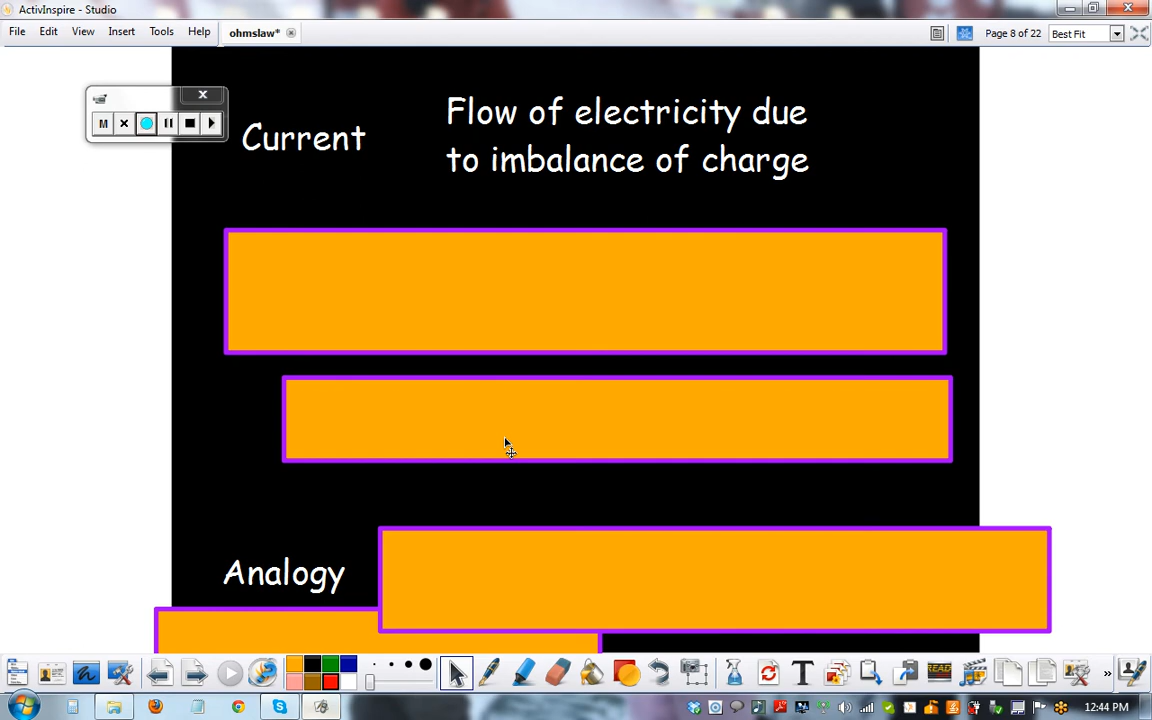 ActivInspire - Studio
File Edit View Insert Tools Help ohmslaw* Page 8 of 22 Best Fit
M
Flow of electricity due
Current
to imbalance of charge
Analogy
T
READ
12:44 PM